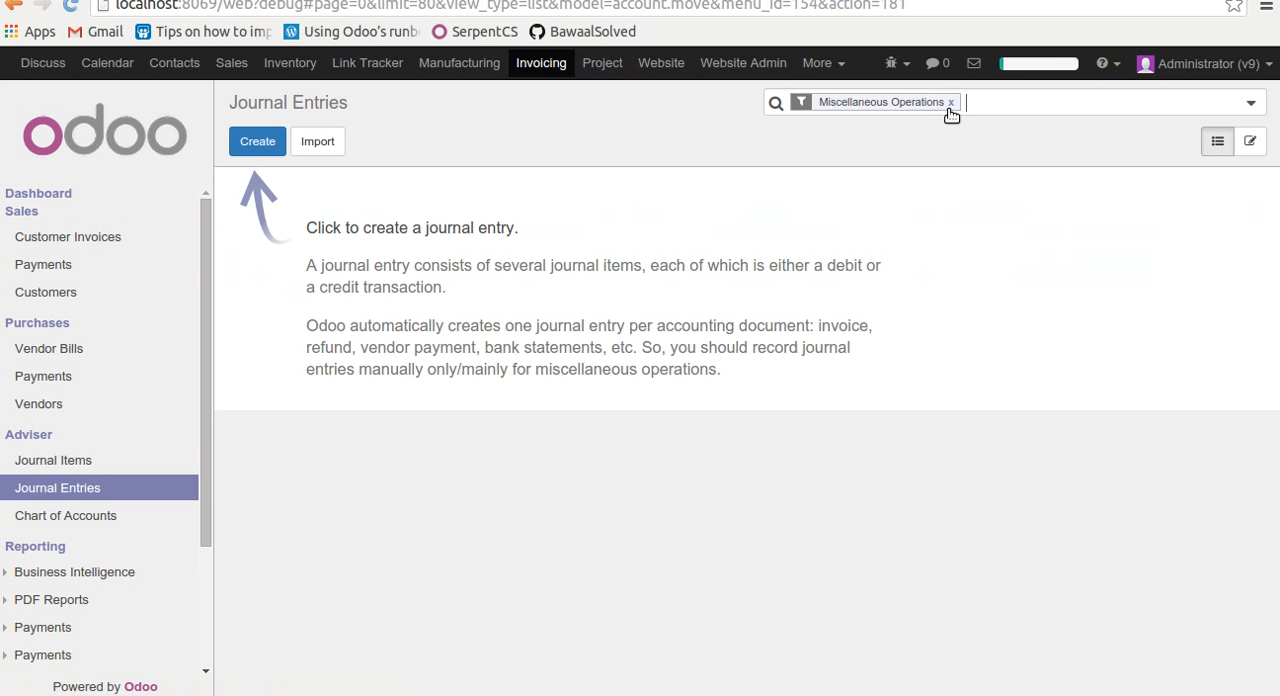 localhost:8069/web?debug#page=0&limit=80&view_type=list&model=account.move&menu_id=154&action=181
Apps Gmail Tips on how to imp Using Odoo's runb SerpentCS BawaalSolved
Discuss Calendar Contacts Sales Inventory Link Tracker Manufacturing Invoicing Project Website Website Admin More 0 Administrator (v9)
odoo
Journal Entries
Miscellaneous Operations x
Create Import
Dashboard
Sales
Customer Invoices
Payments
Customers
Purchases
Vendor Bills
Payments
Vendors
Adviser
Journal Items
Journal Entries
Chart of Accounts
Reporting
Business Intelligence
PDF Reports
Payments
Payments
Powered by Odoo
Click to create a journal entry.
A journal entry consists of several journal items, each of which is either a debit or
a credit transaction.
Odoo automatically creates one journal entry per accounting document: invoice,
refund, vendor payment, bank statements, etc. So, you should record journal
entries manually only/mainly for miscellaneous operations.